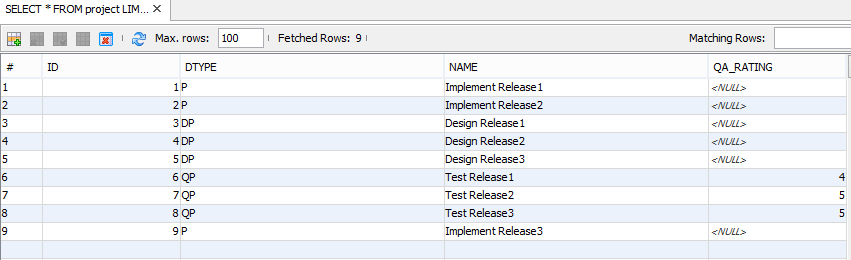 SELECT * FROM project LIM... ×
Max. rows: 100 Fetched Rows: 9 Matching Rows:
# ID DTYPE NAME QA_RATING
1 1 P Implement Release1 <NULL>
2 2 P Implement Release2 <NULL>
3 3 DP Design Release1 <NULL>
4 4 DP Design Release2 <NULL>
5 5 DP Design Release3 <NULL>
6 6 QP Test Release1 4
7 7 QP Test Release2 5
8 8 QP Test Release3 5
9 9 P Implement Release3 <NULL>